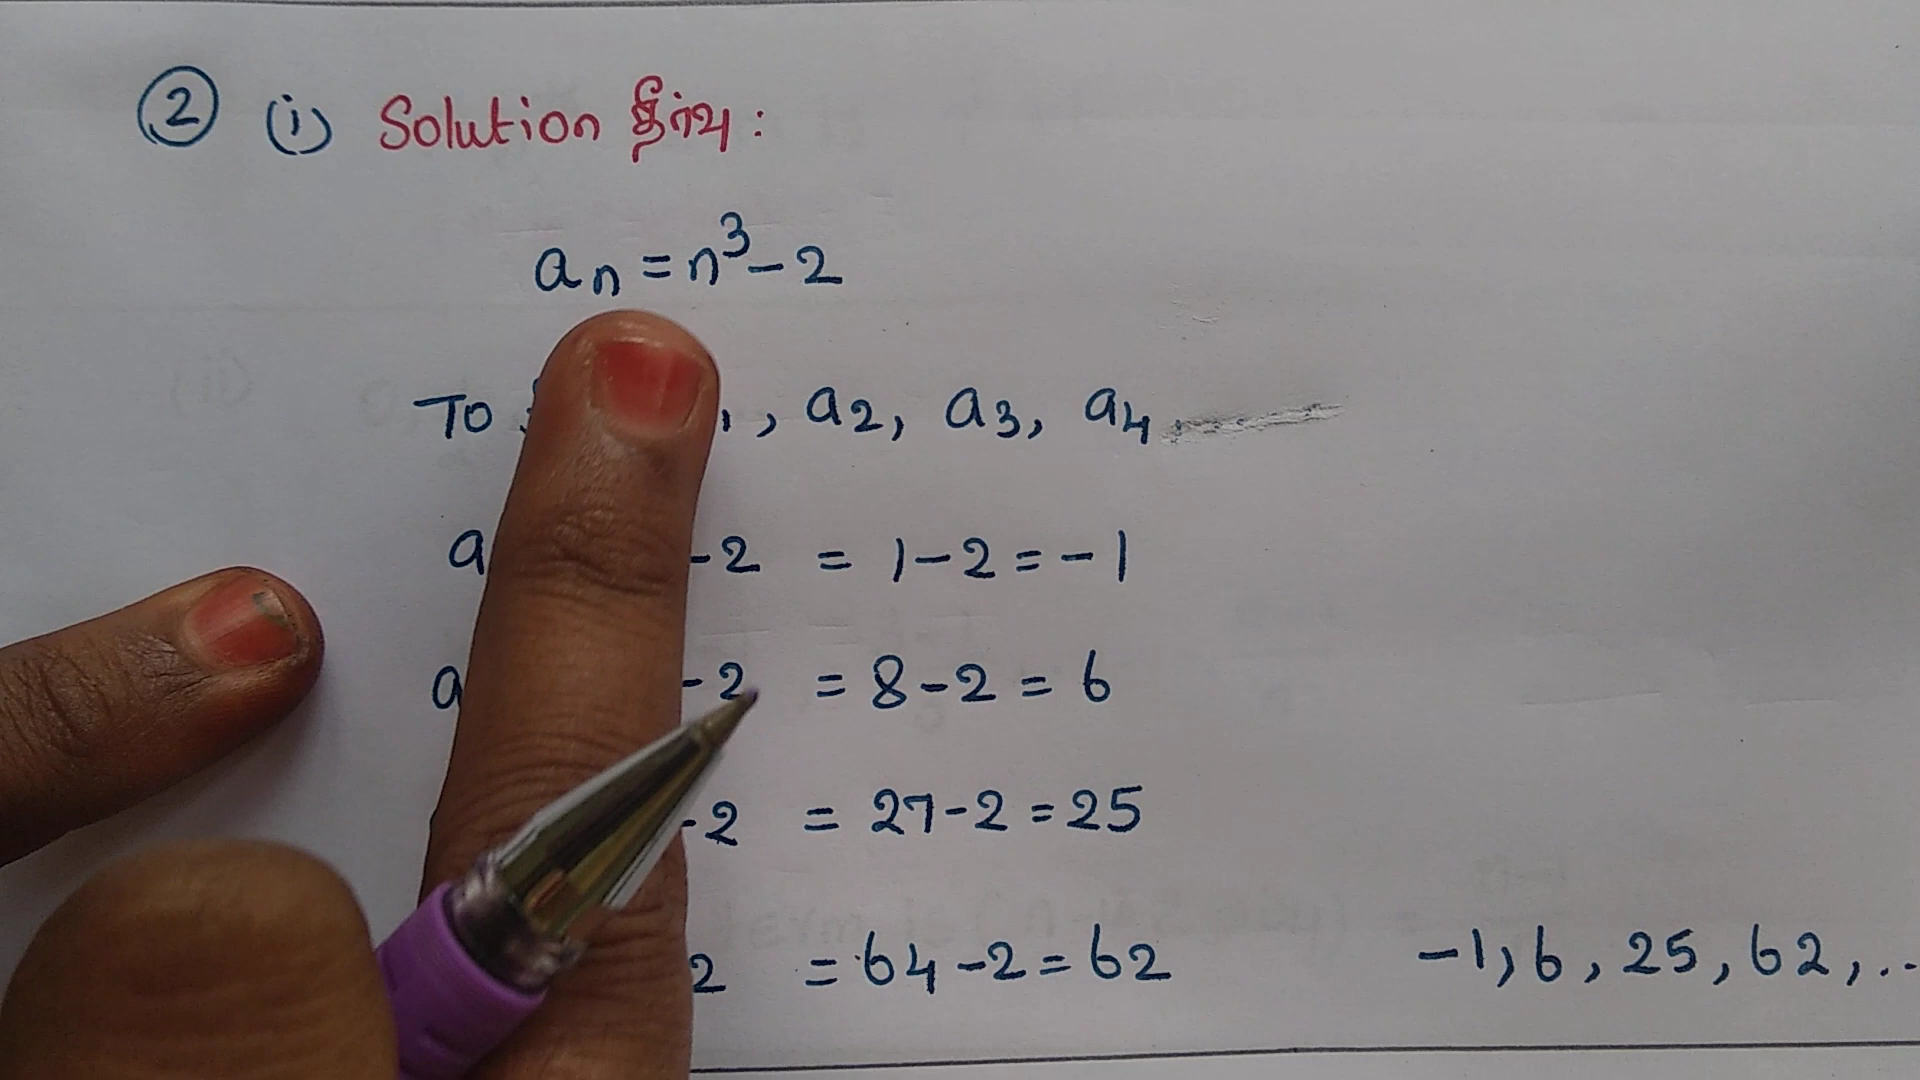 ② (i) Solution தீர்வு :
aₙ = n³ - 2
To , a₂, a₃, a₄
a -2 = 1-2 = -1
a -2 = 8-2 = 6
-2 = 27-2 = 25
2 = 64-2 = 62
-1, 6, 25, 62, ...